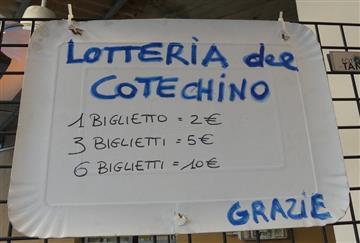 LOTTERIA del
COTECHINO
1 BIGLIETTO = 2€
3 BIGLIETTI = 5€
6 BIGLIETTI = 10€
GRAZIE